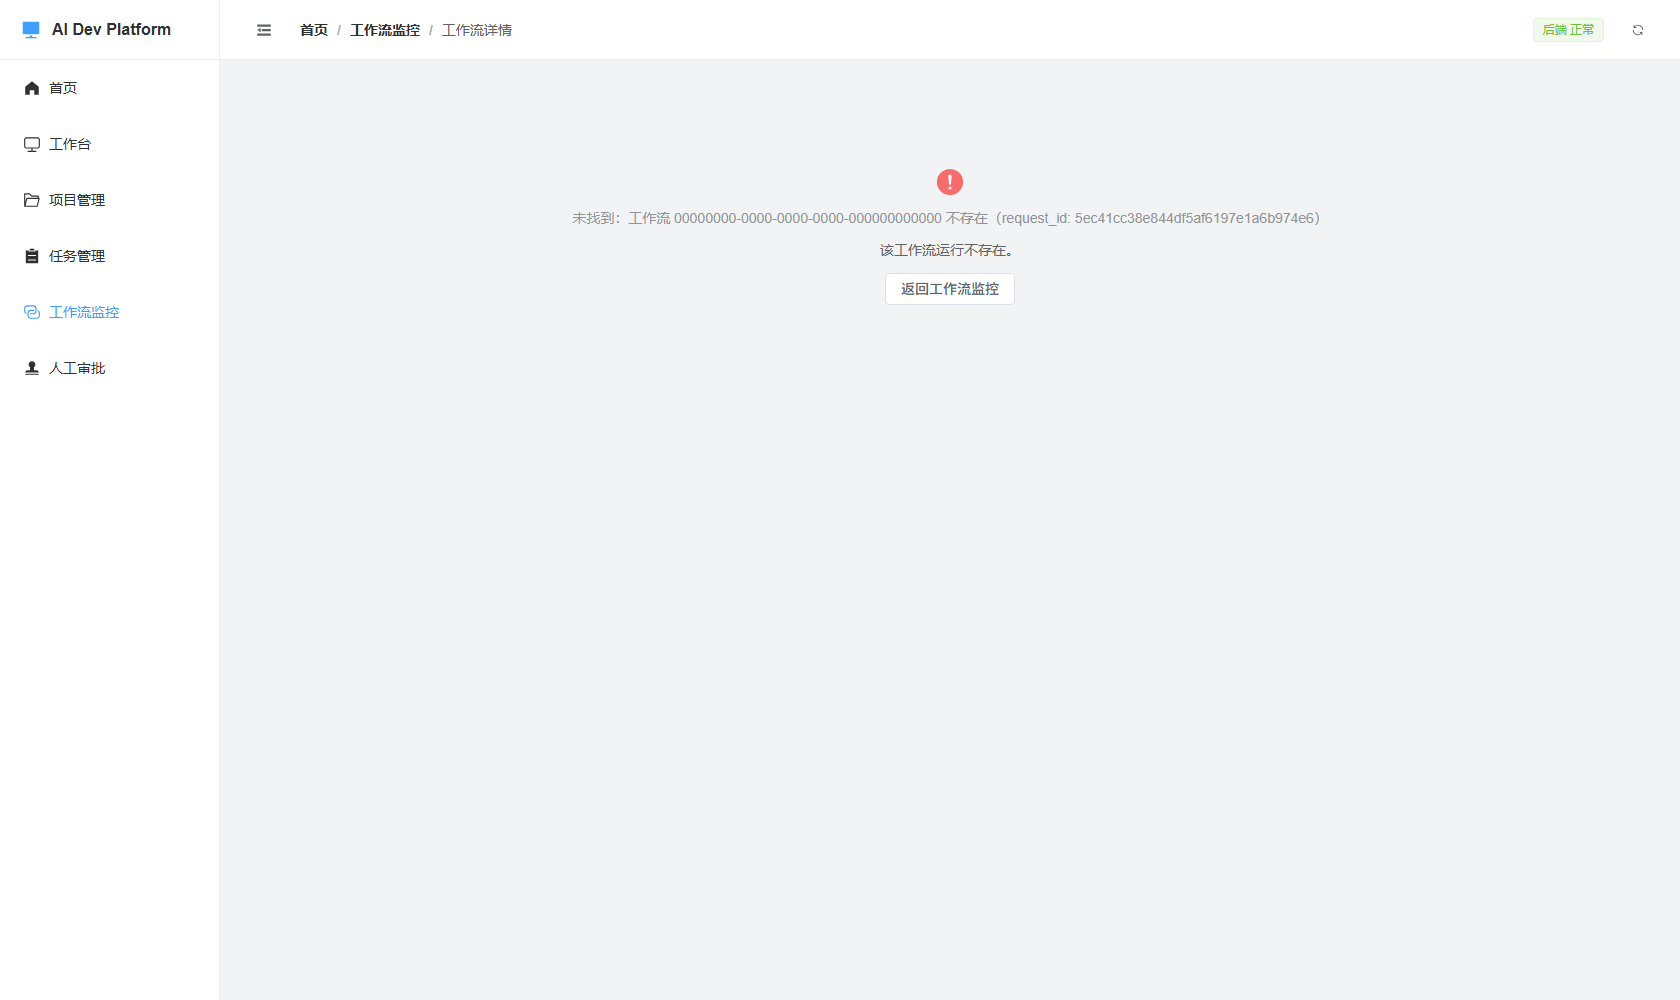 AI Dev Platform
首页 / 工作流监控 / 工作流详情
后端 正常
首页
工作台
项目管理
任务管理
工作流监控
人工审批
未找到：工作流 00000000-0000-0000-0000-000000000000 不存在（request_id: 5ec41cc38e844df5af6197e1a6b974e6）
该工作流运行不存在。
返回工作流监控